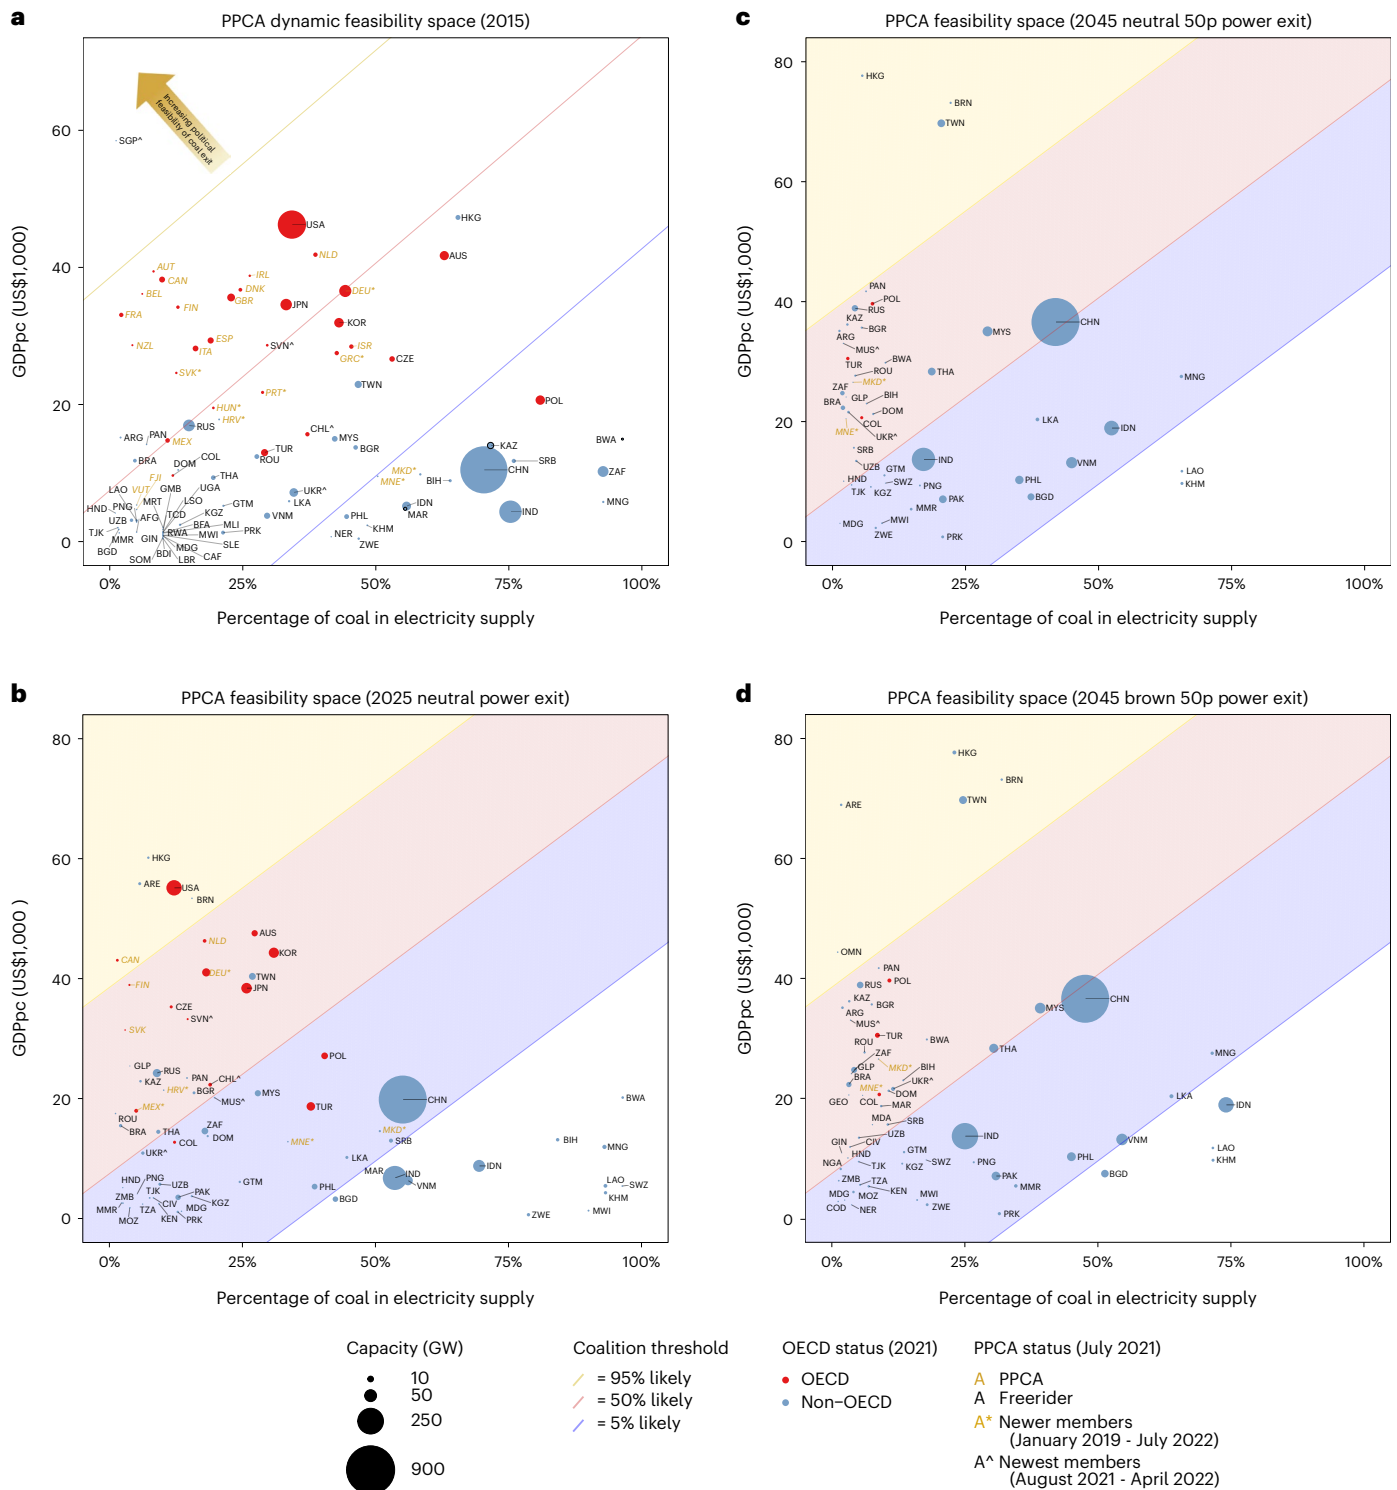 a
PPCA dynamic feasibility space (2015)
GDPpc (US$1,000)
60
40
20
0
Increasing political
feasibility of coal exit
SGP^
USA
HKG
NLD
AUS
AUT
CAN
IRL
BEL
DNK
GBR
DEU*
FIN
JPN
FRA
KOR
NZL
ESP
ITA
SVN^
ISR
GRC*
CZE
SVK*
TWN
PRT*
POL
HUN*
HRV*
RUS
CHL^
ARG
PAN
MEX
MYS
BWA
TUR
BGR
KAZ
BRA
DOM
COL
ROU
SRB
CHN
MKD*
ZAF
FJI
THA
MNE*
BIH
LAO
VUT
GMB
UGA
UKR^
HND
PNG
MRT
LSO
GTM
LKA
IDN
MNG
MAR
UZB
AFG
TCD
KGZ
VNM
PHL
IND
TJK
MMR
GIN
RWA
BFA
MLI
MWI
PRK
NER
KHM
ZWE
BGD
SOM
BDI
MDG
LBR
CAF
SLE
0%
25%
50%
75%
100%
Percentage of coal in electricity supply
c
PPCA feasibility space (2045 neutral 50p power exit)
GDPpc (US$1,000)
80
60
40
20
0
HKG
BRN
TWN
PAN
POL
RUS
KAZ
BGR
ARG
MUS^
TUR
BWA
ROU
MKD*
ZAF
GLP
BIH
BRA
DOM
COL
MNE*
UKR^
SRB
UZB
GTM
HND
SWZ
PNG
TJK
KGZ
PAK
MMR
MDG
MWI
ZWE
PRK
MYS
CHN
THA
MNG
LKA
IDN
IND
VNM
LAO
PHL
KHM
BGD
0%
25%
50%
75%
100%
Percentage of coal in electricity supply
b
PPCA feasibility space (2025 neutral power exit)
GDPpc (US$1,000 )
80
60
40
20
0
HKG
ARE
USA
BRN
AUS
NLD
KOR
CAN
DEU*
TWN
FIN
JPN
CZE
SVN^
SVK
POL
GLP
RUS
KAZ
PAN
CHL^
HRV*
BGR
MYS
MUS^
CHN
BWA
MEX*
TUR
ROU
BRA
THA
ZAF
DOM
MKD*
COL
MNE*
SRB
BIH
MNG
UKR^
LKA
IDN
MAR
IND
VNM
HND
PNG
UZB
GTM
PHL
LAO
SWZ
ZMB
TJK
PAK
KGZ
BGD
KHM
MMR
TZA
CIV
MDG
MWI
MOZ
KEN
PRK
ZWE
0%
25%
50%
75%
100%
Percentage of coal in electricity supply
d
PPCA feasibility space (2045 brown 50p power exit)
GDPpc (US$1,000)
80
60
40
20
0
HKG
BRN
ARE
TWN
OMN
PAN
RUS
POL
KAZ
BGR
ARG
MUS^
MYS
CHN
TUR
ROU
BWA
THA
MNG
ZAF
GLP
MKD*
BIH
BRA
UKR^
MNE*
DOM
GEO
COL
MAR
LKA
IDN
MDA
SRB
UZB
IND
VNM
GIN
CIV
HND
GTM
LAO
NGA
TJK
KGZ
SWZ
PNG
PHL
KHM
ZMB
TZA
PAK
BGD
MDG
MOZ
KEN
MMR
COD
NER
MWI
ZWE
PRK
0%
25%
50%
75%
100%
Percentage of coal in electricity supply
Capacity (GW)
10
50
250
900
Coalition threshold
= 95% likely
= 50% likely
= 5% likely
OECD status (2021)
OECD
Non–OECD
PPCA status (July 2021)
A PPCA
A Freerider
A* Newer members
(January 2019 - July 2022)
A^ Newest members
(August 2021 - April 2022)